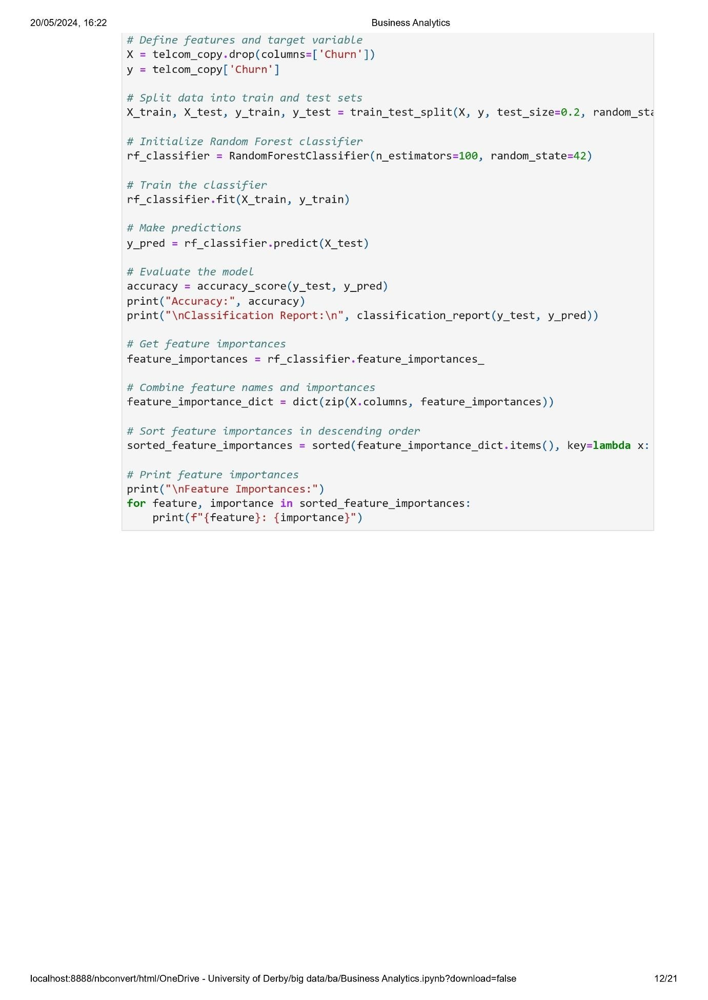 20/05/2024, 16:22 Business Analytics
# Define features and target variable
X = telcom_copy.drop(columns=['Churn'])
y = telcom_copy['Churn']
# Split data into train and test sets
X_train, X_test, y_train, y_test = train_test_split(X, y, test_size=0.2, random_sta
# Initialize Random Forest classifier
rf_classifier = RandomForestClassifier(n_estimators=100, random_state=42)
# Train the classifier
rf_classifier.fit(X_train, y_train)
# Make predictions
y_pred = rf_classifier.predict(X_test)
# Evaluate the model
accuracy = accuracy_score(y_test, y_pred)
print("Accuracy:", accuracy)
print("\nClassification Report:\n", classification_report(y_test, y_pred))
# Get feature importances
feature_importances = rf_classifier.feature_importances_
# Combine feature names and importances
feature_importance_dict = dict(zip(X.columns, feature_importances))
# Sort feature importances in descending order
sorted_feature_importances = sorted(feature_importance_dict.items(), key=lambda x:
# Print feature importances
print("\nFeature Importances:")
for feature, importance in sorted_feature_importances:
    print(f"{feature}: {importance}")
localhost:8888/nbconvert/html/OneDrive - University of Derby/big data/ba/Business Analytics.ipynb?download=false 12/21